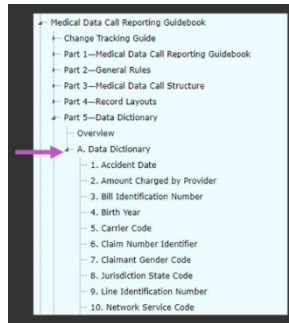 Medical Data Call Reporting Guidebook
Change Tracking Guide
Part 1—Medical Data Call Reporting Guidebook
Part 2—General Rules
Part 3—Medical Data Call Structure
Part 4—Record Layouts
Part 5—Data Dictionary
Overview
A. Data Dictionary
1. Accident Date
2. Amount Charged by Provider
3. Bill Identification Number
4. Birth Year
5. Carrier Code
6. Claim Number Identifier
7. Claimant Gender Code
8. Jurisdiction State Code
9. Line Identification Number
10. Network Service Code